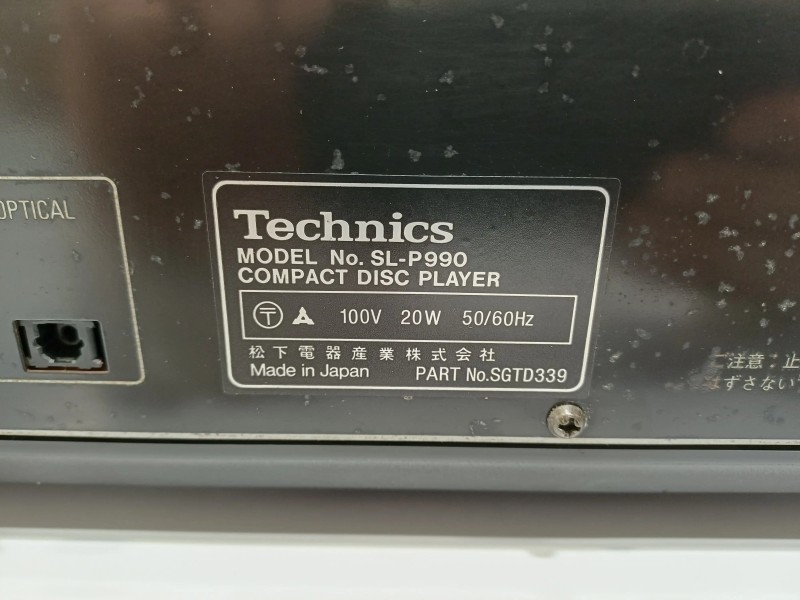 OPTICAL
Technics
MODEL No. SL-P990
COMPACT DISC PLAYER
〒 100V 20W 50/60Hz
松下電器産業株式会社
Made in Japan PART No.SGTD339
ご注意:止
はずさない